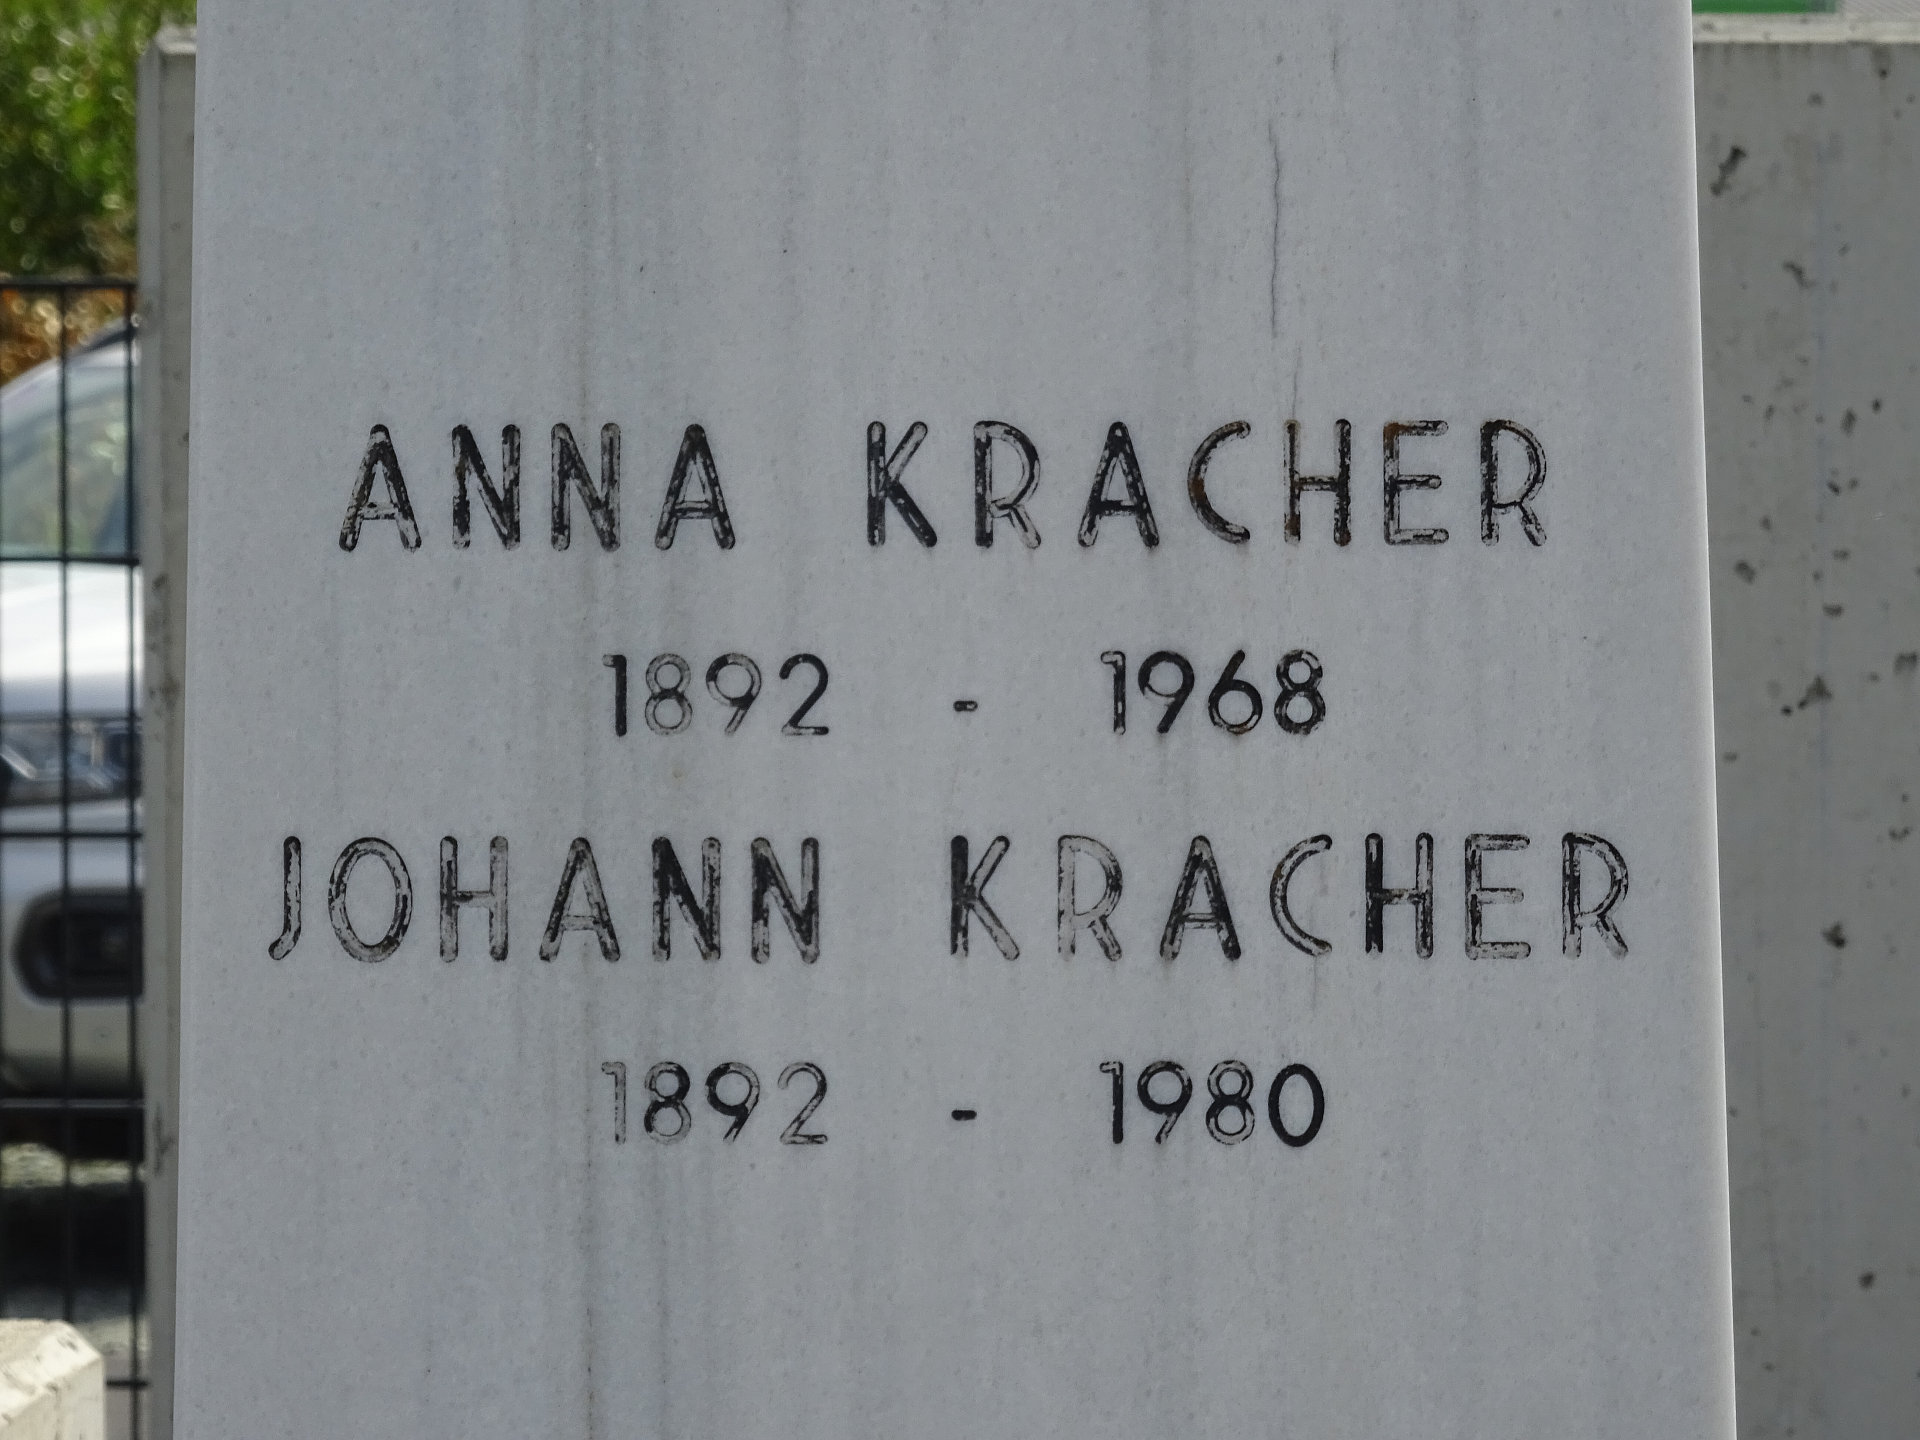 ANNA KRACHER
1892 - 1968
JOHANN KRACHER
1892 - 1980